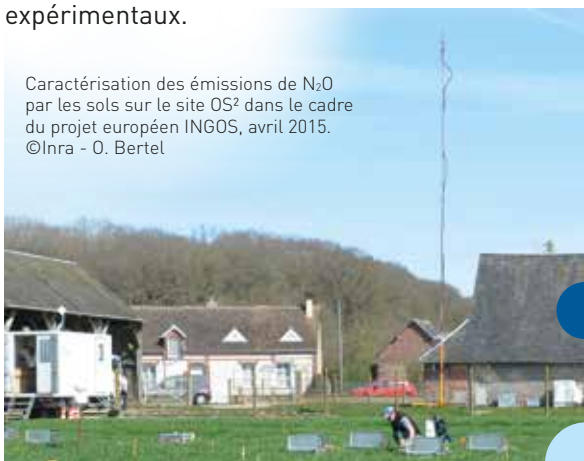 expérimentaux.
Caractérisation des émissions de N₂O
par les sols sur le site OS² dans le cadre
du projet européen INGOS, avril 2015.
©Inra - O. Bertel